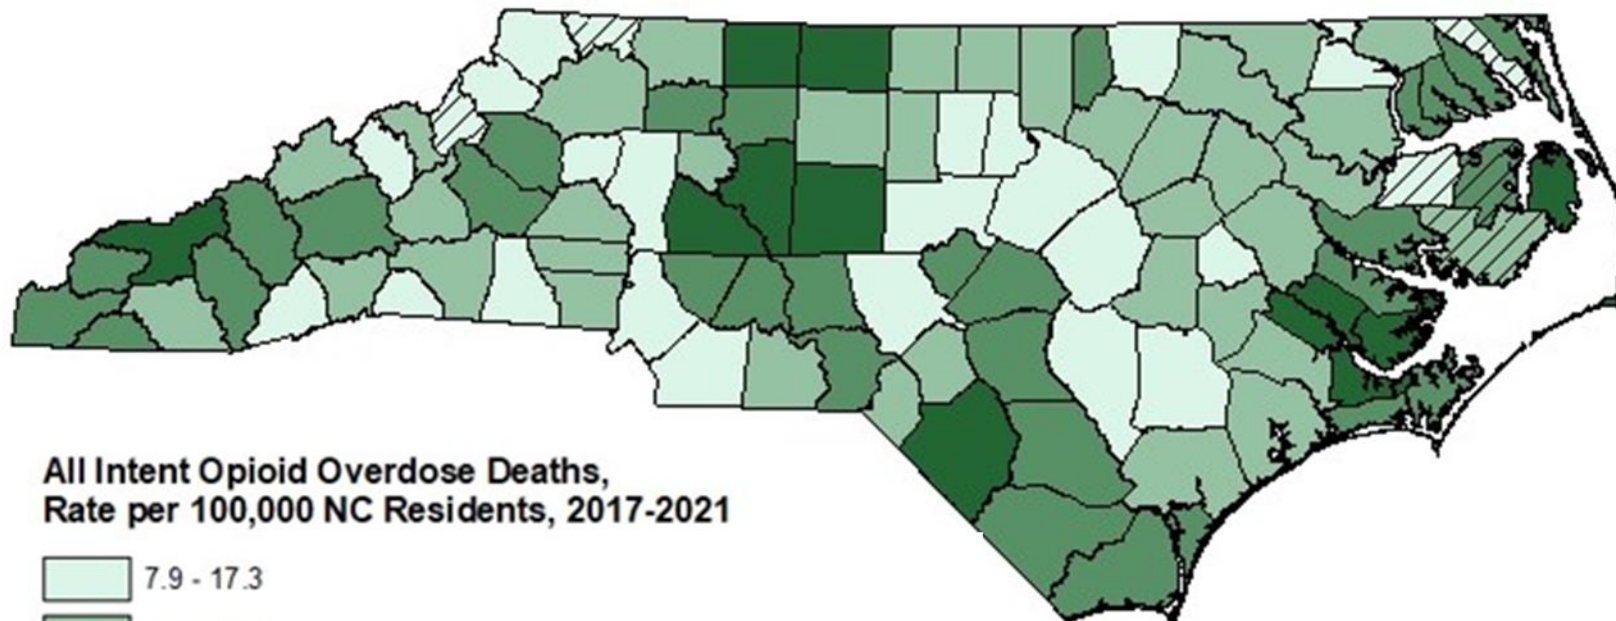 All Intent Opioid Overdose Deaths,
Rate per 100,000 NC Residents, 2017-2021
7.9 - 17.3